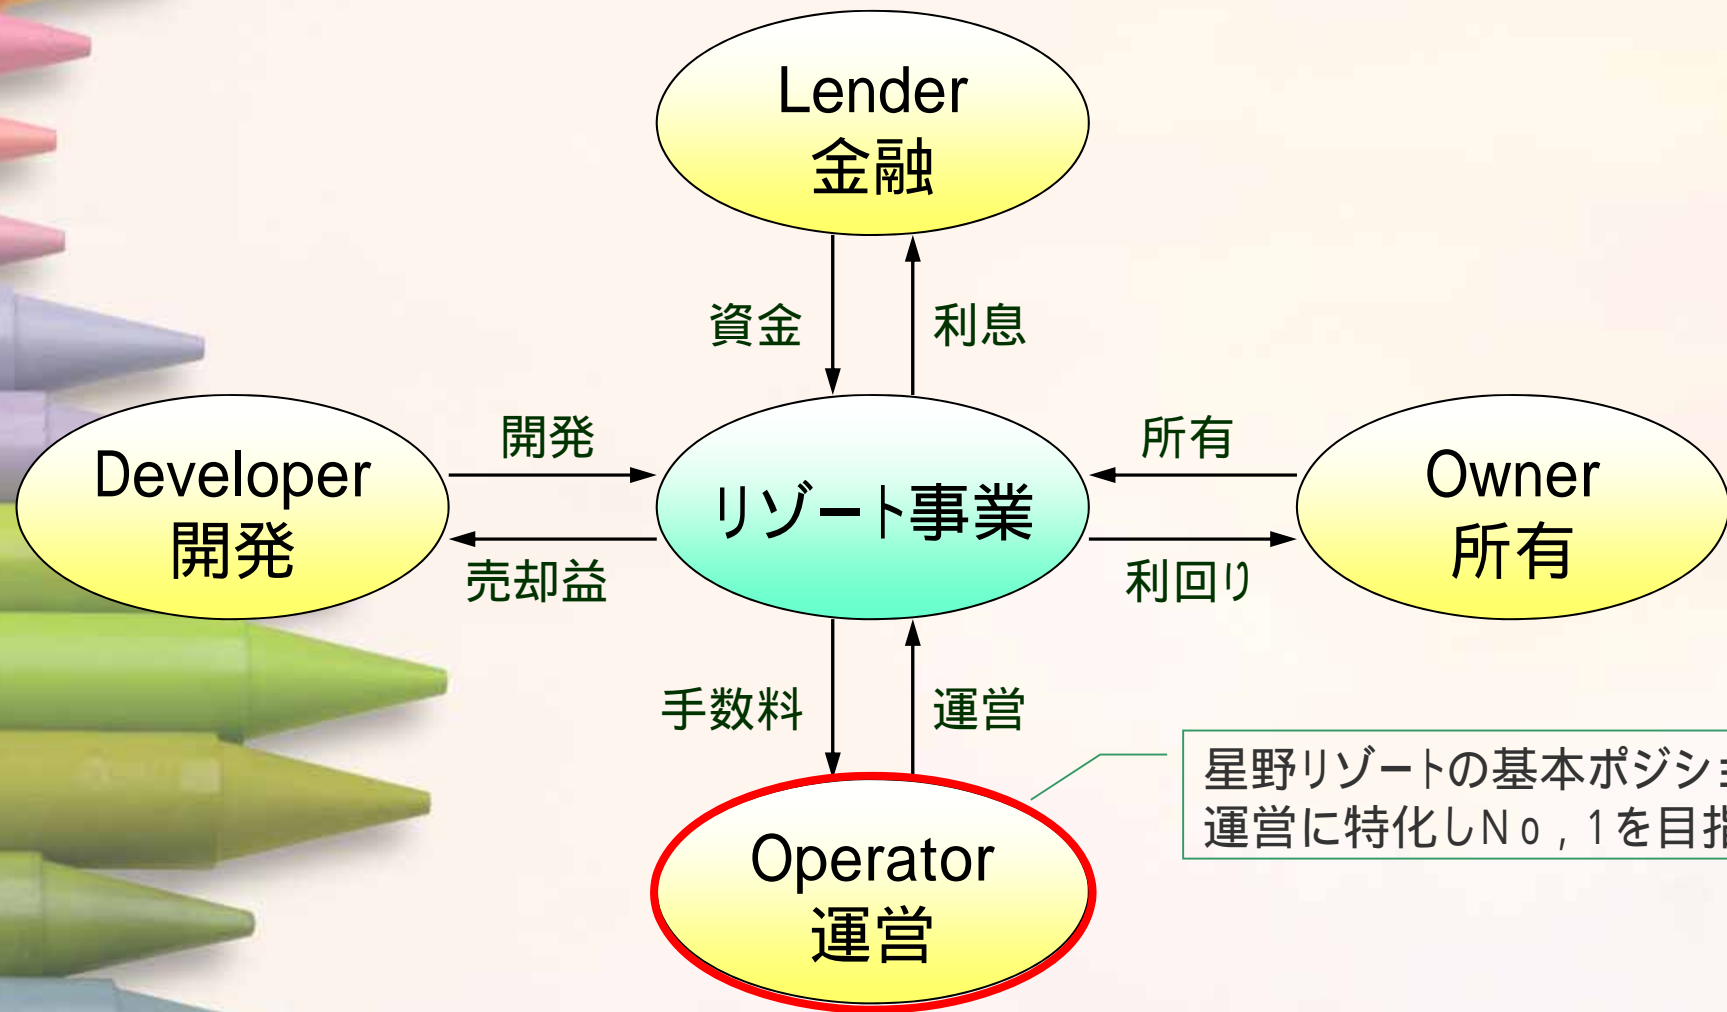 Lender
金融
資金
利息
開発
所有
Developer
開発
リゾート事業
Owner
所有
売却益
利回り
手数料
運営
星野リゾートの基本ポジショ
運営に特化しNo,1を目指
Operator
運営